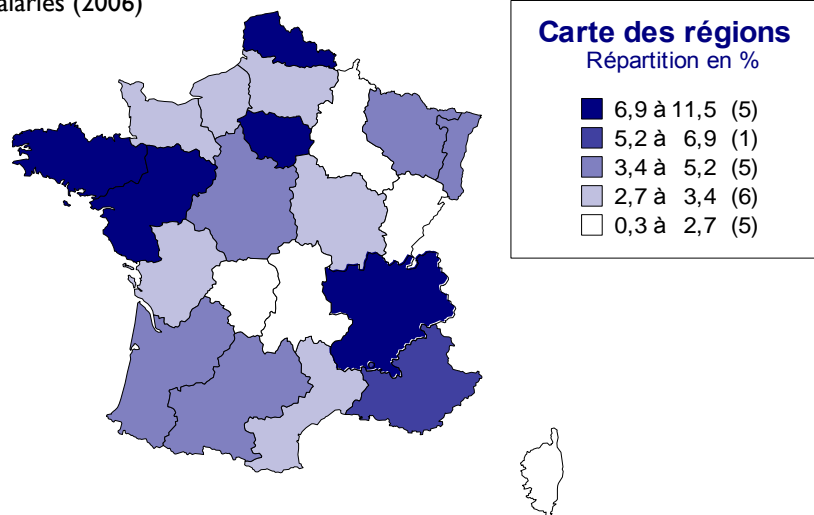 (2006)
Carte des régions
Répartition en %
6,9 à 11,5 (5)
5,2 à 6,9 (1)
3,4 à 5,2 (5)
2,7 à 3,4 (6)
0,3 à 2,7 (5)